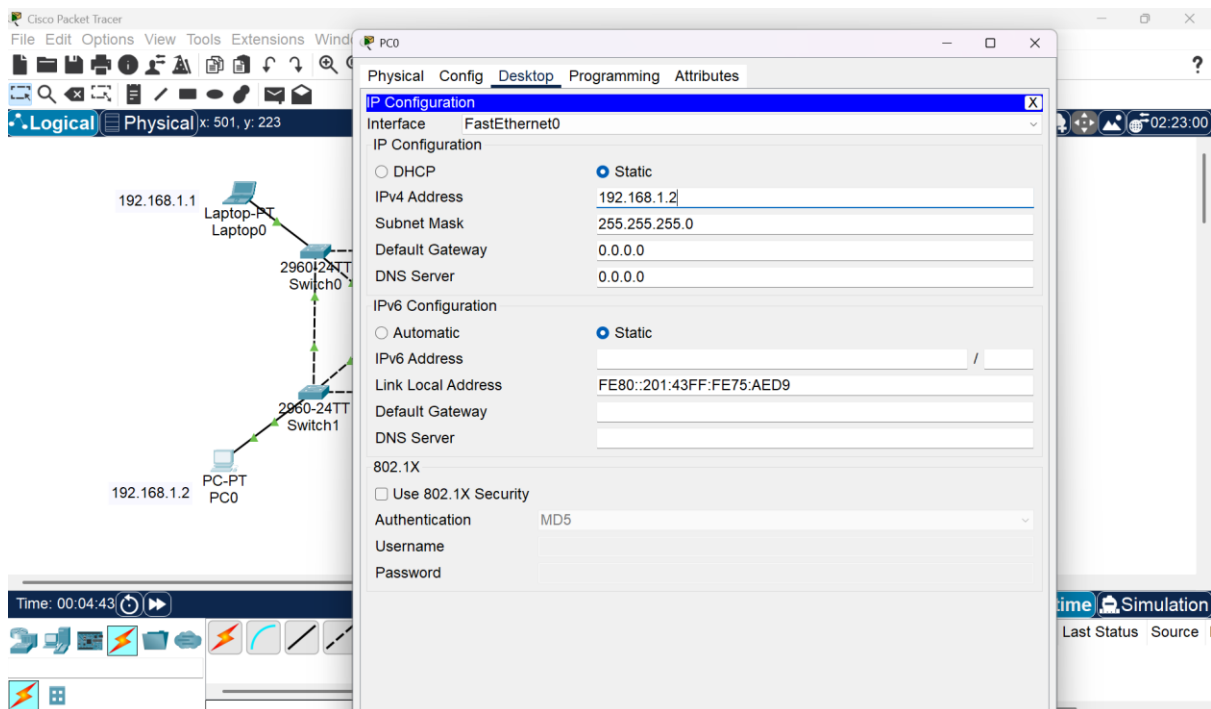 Cisco Packet Tracer
File Edit Options View Tools Extensions Wind
PC0
Physical Config Desktop Programming Attributes
?
IP Configuration X
Logical Physical x: 501, y: 223
02:23:00
Interface FastEthernet0
IP Configuration
DHCP Static
IPv4 Address 192.168.1.2
Subnet Mask 255.255.255.0
Default Gateway 0.0.0.0
DNS Server 0.0.0.0
IPv6 Configuration
Automatic Static
IPv6 Address /
Link Local Address FE80::201:43FF:FE75:AED9
Default Gateway
DNS Server
802.1X
Use 802.1X Security
Authentication MD5
Username
Password
192.168.1.1
Laptop-PT
Laptop0
2960-24TT
Switch0
2960-24TT
Switch1
PC-PT
PC0
192.168.1.2
Time: 00:04:43
time Simulation
Last Status Source